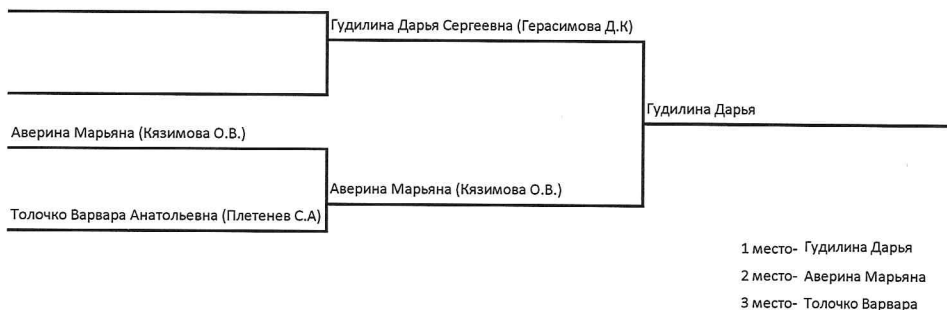 Гудилина Дарья Сергеевна (Герасимова Д.К)
Гудилина Дарья
Аверина Марьяна (Кязимова О.В.)
Аверина Марьяна (Кязимова О.В.)
Толочко Варвара Анатольевна (Плетенев С.А)
1 место- Гудилина Дарья
2 место- Аверина Марьяна
3 место- Толочко Варвара